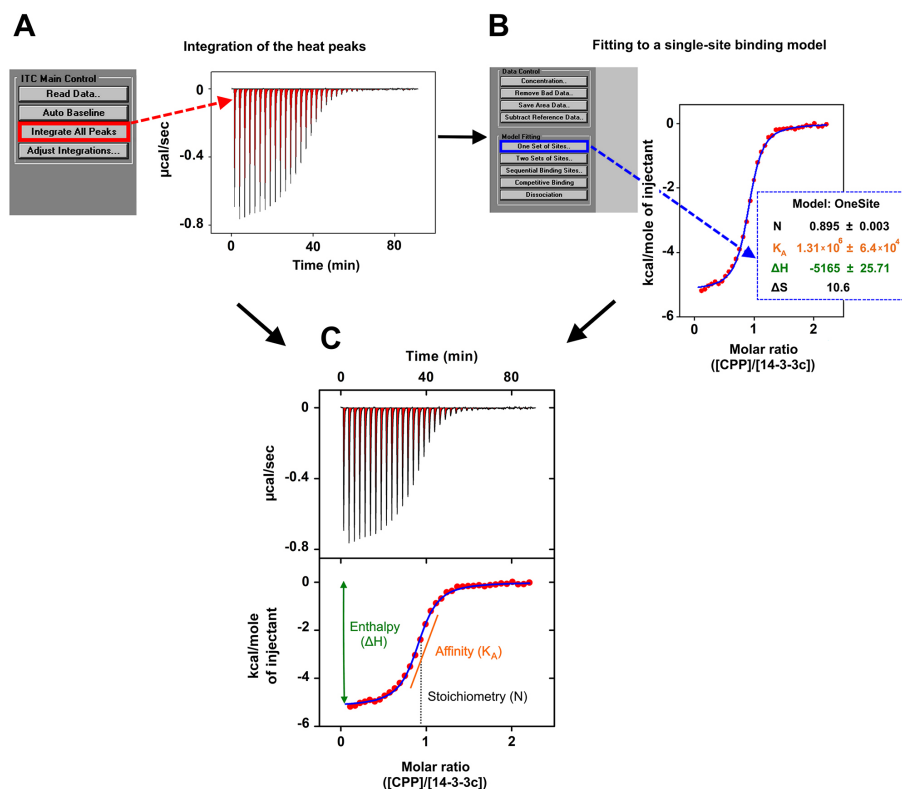 A
Integration of the heat peaks
ITC Main Control
Read Data..
Auto Baseline
Integrate All Peaks
Adjust Integrations...
0
-0.4
-0.8
µcal/sec
0 40 80
Time (min)
B
Fitting to a single-site binding model
Data Control
Concentration..
Remove Bad Data..
Save Area Data..
Subtract Reference Data..
Model Fitting
One Set of Sites..
Two Sets of Sites..
Sequential Binding Sites..
Competitive Binding
Dissociation
0
-2
-4
-6
kcal/mole of injectant
Model: OneSite
N 0.895 ± 0.003
K_A 1.31×10^6 ± 6.4×10^4
ΔH -5165 ± 25.71
ΔS 10.6
0 1 2
Molar ratio
([CPP]/[14-3-3c])
C
Time (min)
0 40 80
0
-0.4
-0.8
µcal/sec
0
-2
-4
-6
kcal/mole
of injectant
Enthalpy
(ΔH)
Affinity (K_A)
Stoichiometry (N)
0 1 2
Molar ratio
([CPP]/[14-3-3c])